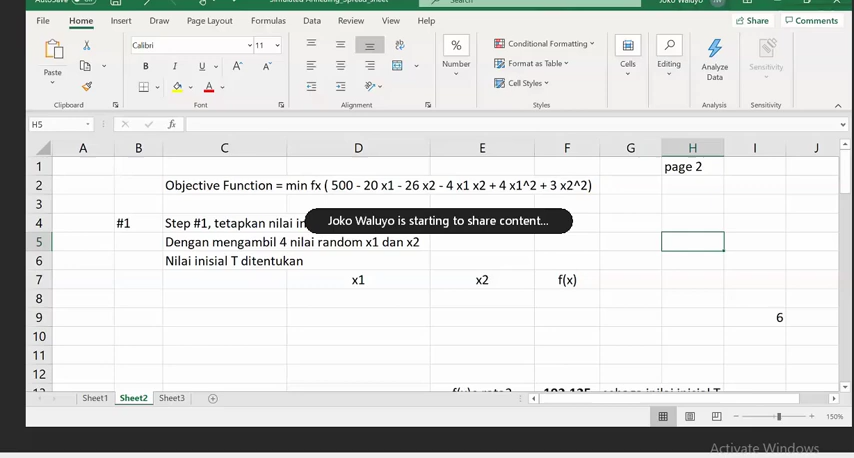 AutoSave
Simulated Annealing_Spread_sheet
Search
Joko Waluyo
File Home Insert Draw Page Layout Formulas Data Review View Help Share Comments
Calibri 11
Paste
B I U A A
%
Number
Conditional Formatting
Format as Table
Cell Styles
Cells
Editing
Analyze
Data
Sensitivity
Clipboard Font Alignment Styles Analysis Sensitivity
H5 fx
A B C D E F G H I J
1 page 2
2 Objective Function = min fx ( 500 - 20 x1 - 26 x2 - 4 x1 x2 + 4 x1^2 + 3 x2^2)
3
Joko Waluyo is starting to share content...
4 #1 Step #1, tetapkan nilai
5 Dengan mengambil 4 nilai random x1 dan x2
6 Nilai inisial T ditentukan
7 x1 x2 f(x)
8
9 6
10
11
12
Sheet1 Sheet2 Sheet3
150%
Activate Windows